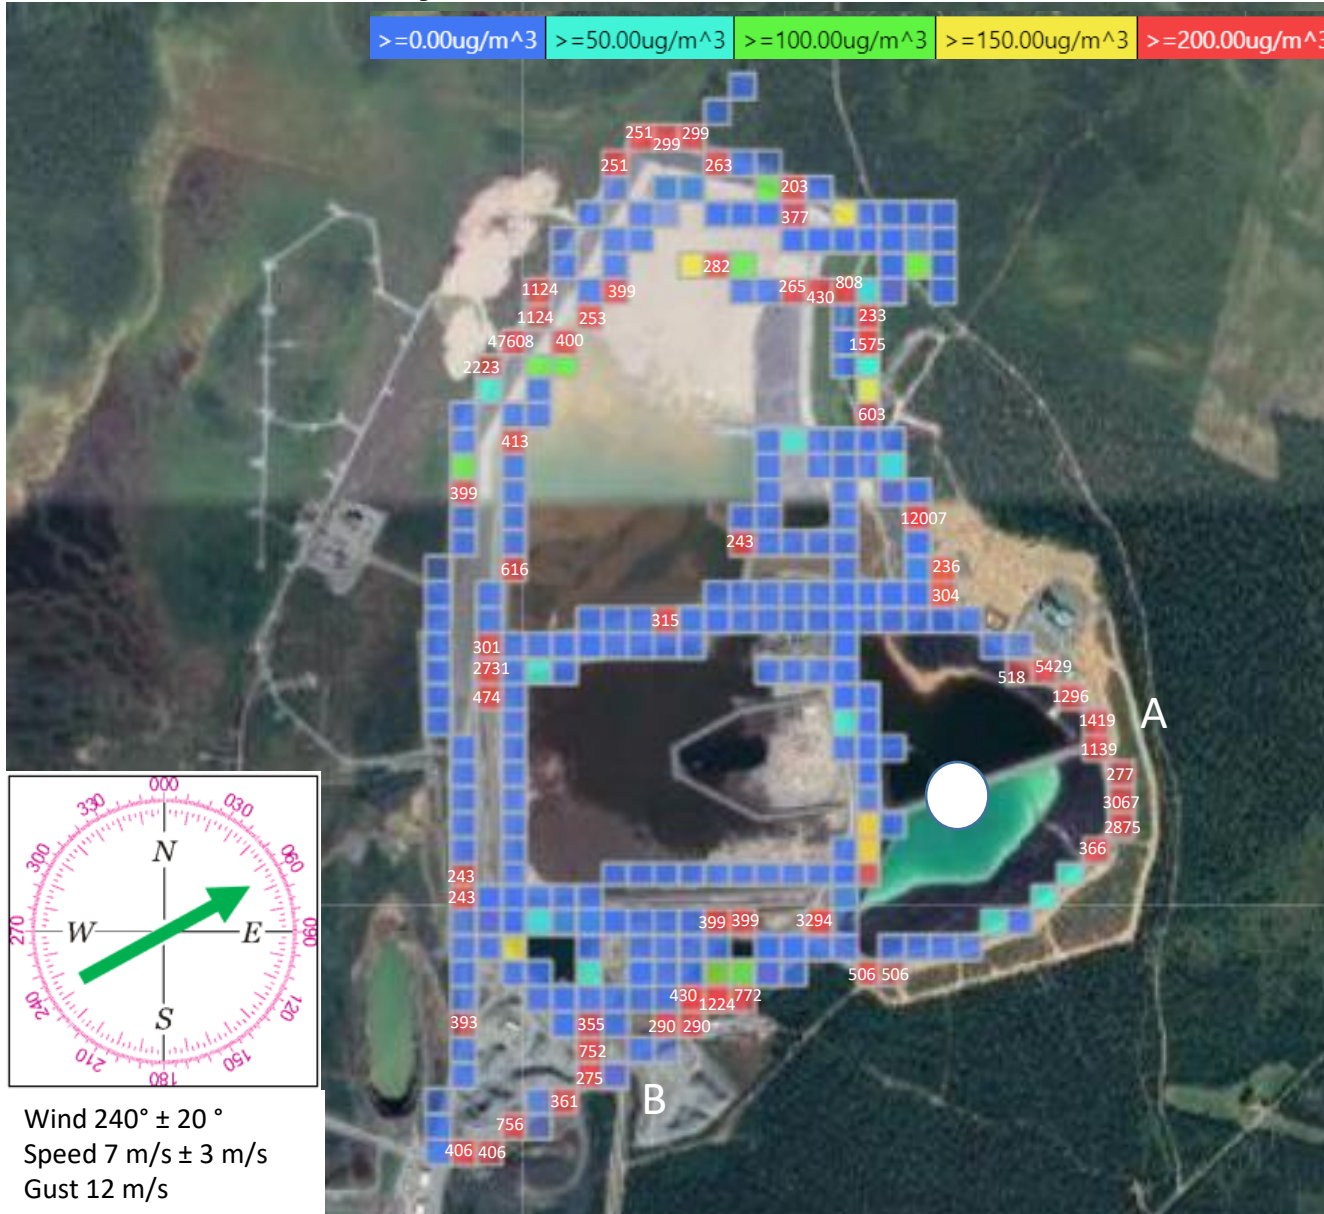 >=0.00ug/m^3 >=50.00ug/m^3 >=100.00ug/m^3 >=150.00ug/m^3 >=200.00ug/m^3
251 299
299
251 263
203
377
282
1124 399 265 808
430
1124 253 233
47608 400 1575
2223
603
413
399
12007
243
616 236
304
315
301
2731 5429
518
474 1296
1419 A
1139
277
3067
2875
366
243
243
399 399 3294
506 506
430 772
1224
393 355 290 290
752
275
361 B
756
406 406
000
330 030
N
300 060
270 W E 090
240 120
S
210 150
180
Wind 240° ± 20 °
Speed 7 m/s ± 3 m/s
Gust 12 m/s